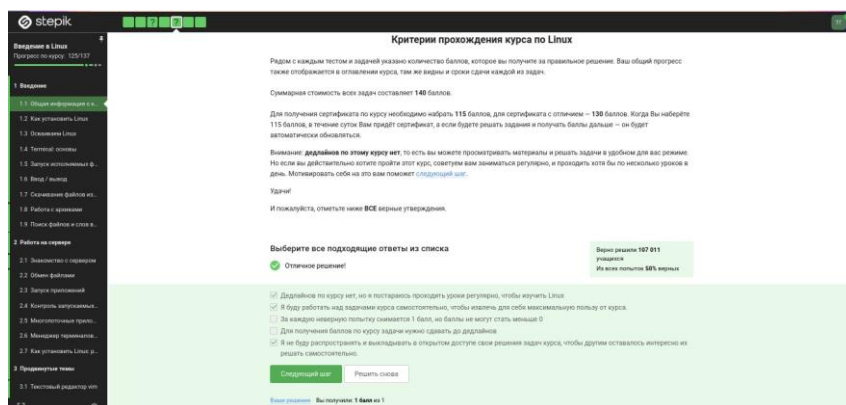 stepik
Введение в Linux
Прогресс по курсу: 125/137
1 Введение
1.1 Общая информация о к...
1.2 Как установить Linux
1.3 Осваиваем Linux
1.4 Terminal: основы
1.5 Запуск исполняемых ф...
1.6 Ввод / вывод
1.7 Скачивание файлов из...
1.8 Работа с архивами
1.9 Поиск файлов и слов в...
2 Работа на сервере
2.1 Знакомство с сервером
2.2 Обмен файлами
2.3 Запуск приложений
2.4 Контроль запускаемых...
2.5 Многопоточные прило...
2.6 Менеджер терминалов...
2.7 Как установить Linux: р...
3 Продвинутые темы
3.1 Текстовый редактор vim
Критерии прохождения курса по Linux
Рядом с каждым тестом и задачей указано количество баллов, которое вы получите за правильное решение. Ваш общий прогресс
также отображается в оглавлении курса, там же видны и сроки сдачи каждой из задач.
Суммарная стоимость всех задач составляет 140 баллов.
Для получения сертификата по курсу необходимо набрать 115 баллов, для сертификата с отличием — 130 баллов. Когда Вы наберёте
115 баллов, в течение суток Вам придёт сертификат, а если будете решать задания и получать баллы дальше — он будет
автоматически обновляться.
Внимание: дедлайнов по этому курсу нет, то есть вы можете просматривать материалы и решать задачи в удобном для вас режиме.
Но если вы действительно хотите пройти этот курс, советуем вам заниматься регулярно, и проходить хотя бы по несколько уроков в
день. Мотивировать себя на это вам поможет следующий шаг.
Удачи!
И пожалуйста, отметьте ниже ВСЕ верные утверждения.
Выберите все подходящие ответы из списка
Отличное решение!
Верно решили 107 011
учащихся
Из всех попыток 50% верных
Дедлайнов по курсу нет, но я постараюсь проходить уроки регулярно, чтобы изучить Linux
Я буду работать над задачами курса самостоятельно, чтобы извлечь для себя максимальную пользу от курса.
За каждую неверную попытку снимается 1 балл, но баллы не могут стать меньше 0
Для получения баллов по курсу задачи нужно сдавать до дедлайнов
Я не буду распространять и выкладывать в открытом доступе свои решения задач курса, чтобы другим оставалось интересно их
решать самостоятельно.
Следующий шаг
Решить снова
Ваши решения Вы получили: 1 балл из 1